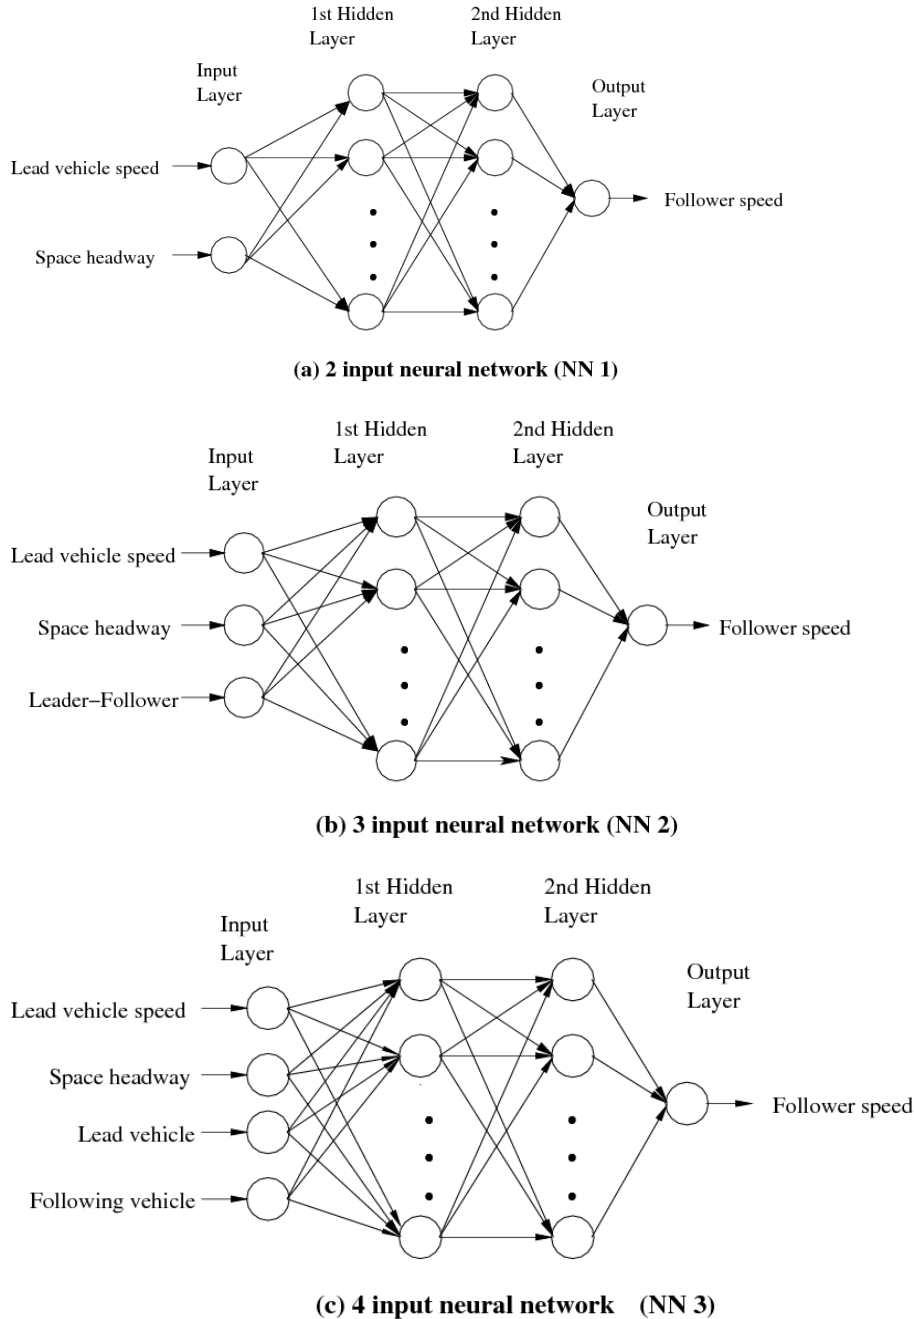 1st Hidden
Layer
2nd Hidden
Layer
Input
Layer
Output
Layer
Lead vehicle speed
Space headway
Follower speed
(a) 2 input neural network (NN 1)
1st Hidden
Layer
2nd Hidden
Layer
Input
Layer
Output
Layer
Lead vehicle speed
Space headway
Leader–Follower
Follower speed
(b) 3 input neural network (NN 2)
1st Hidden
Layer
2nd Hidden
Layer
Input
Layer
Output
Layer
Lead vehicle speed
Space headway
Lead vehicle
Following vehicle
Follower speed
(c) 4 input neural network (NN 3)